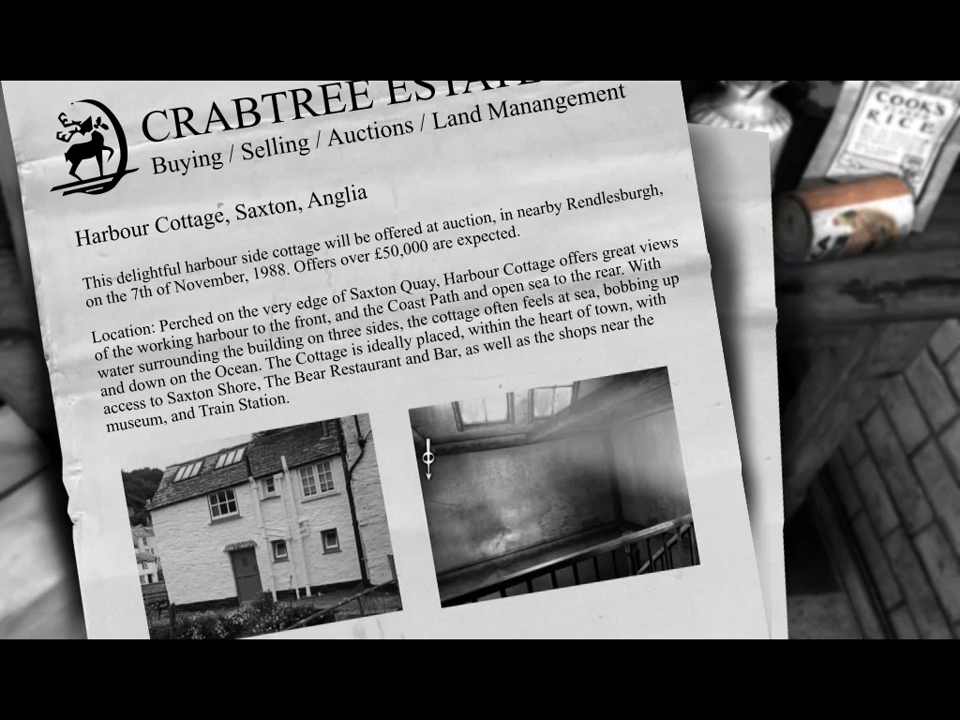 CRABTREE ESTATE
Buying / Selling / Auctions / Land Manangement
Harbour Cottage, Saxton, Anglia
This delightful harbour side cottage will be offered at auction, in nearby Rendlesburgh,
on the 7th of November, 1988. Offers over £50,000 are expected.
Location: Perched on the very edge of Saxton Quay, Harbour Cottage offers great views
of the working harbour to the front, and the Coast Path and open sea to the rear. With
water surrounding the building on three sides, the cottage often feels at sea, bobbing up
and down on the Ocean. The Cottage is ideally placed, within the heart of town, with
access to Saxton Shore, The Bear Restaurant and Bar, as well as the shops near the
museum, and Train Station.
COOK'S
RICE